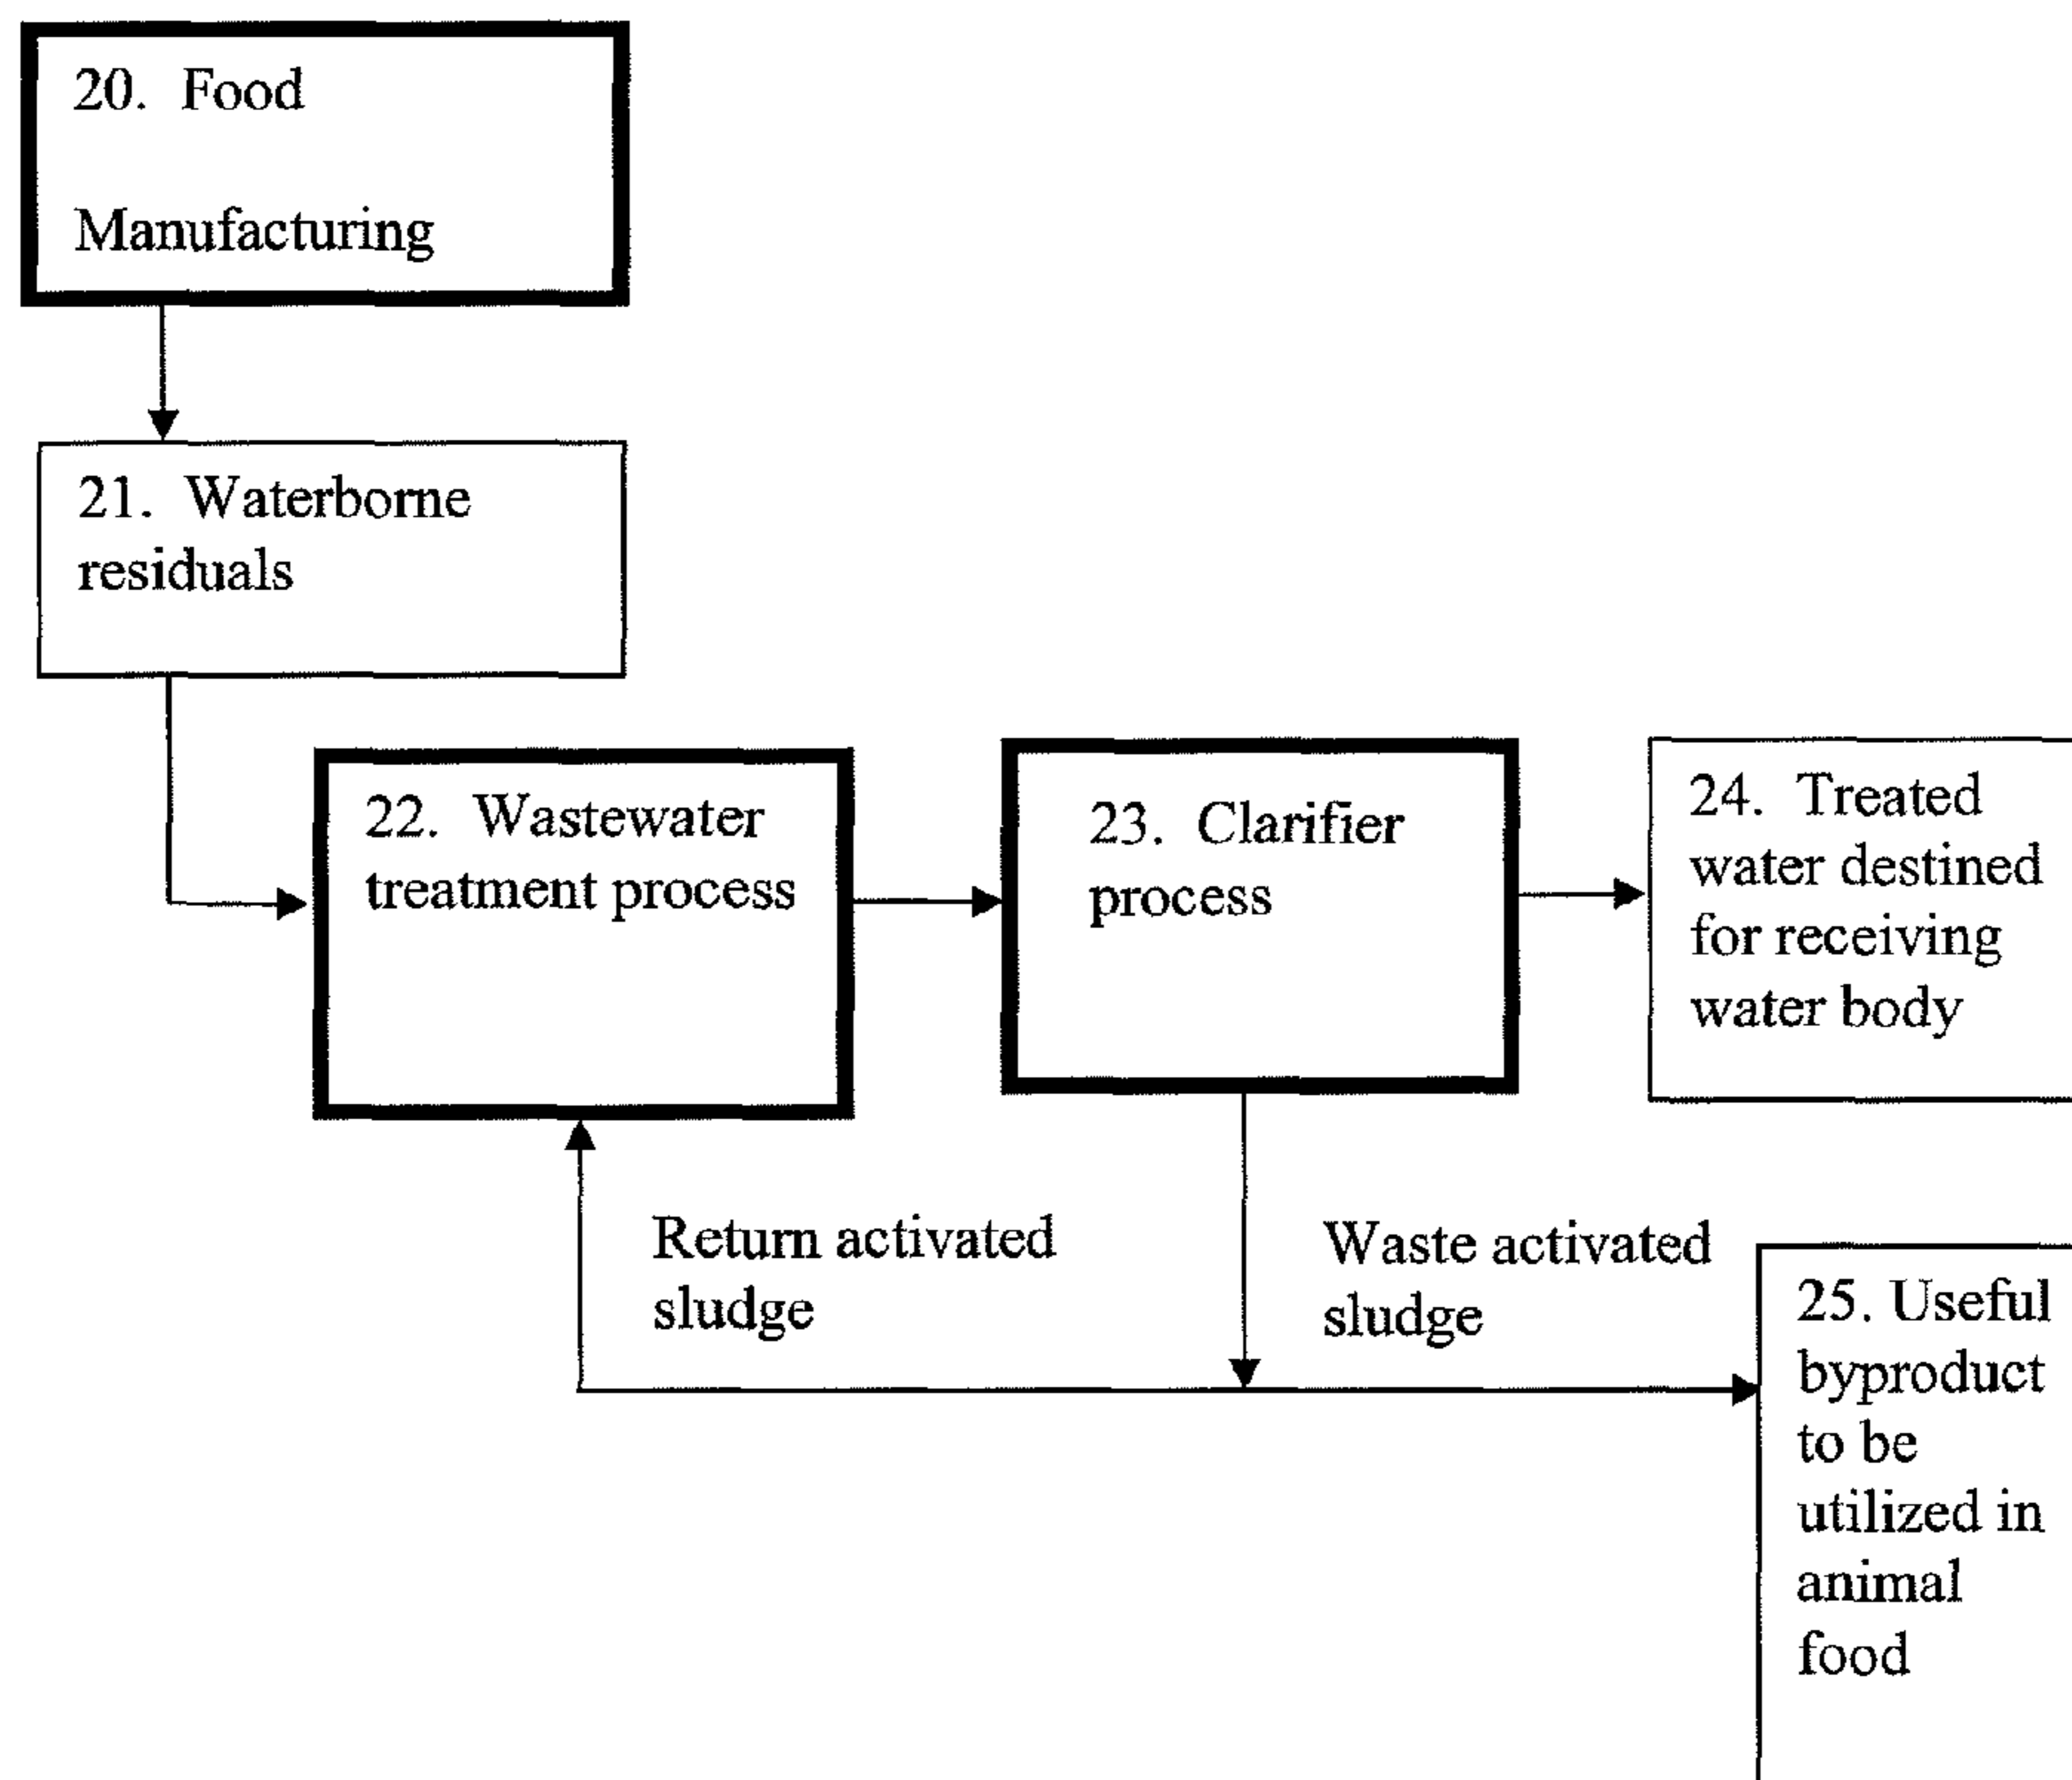 20. Food
Manufacturing
21. Waterborne
residuals
22. Wastewater
treatment process
23. Clarifier
process
24. Treated
water destined
for receiving
water body
Return activated
sludge
Waste activated
sludge
25. Useful
byproduct
to be
utilized in
animal
food